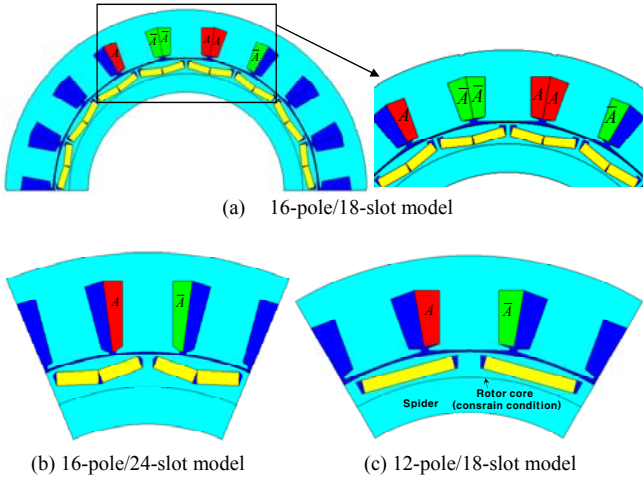 A Ā Ā A A Ā
A Ā Ā A A Ā
(a) 16-pole/18-slot model
A Ā
A Ā
Rotor core
Spider (constrain condition)
(b) 16-pole/24-slot model (c) 12-pole/18-slot model